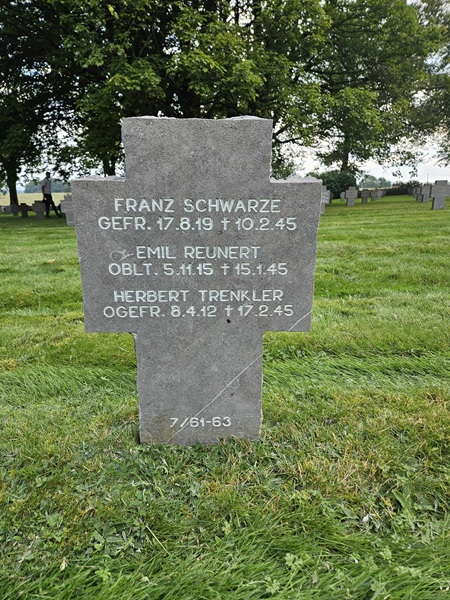 FRANZ SCHWARZE
GEFR. 17.8.19 † 10.2.45
EMIL REUNERT
OBLT. 5.11.15 † 15.1.45
HERBERT TRENKLER
OGEFR. 8.4.12 † 17.2.45
7/61-63